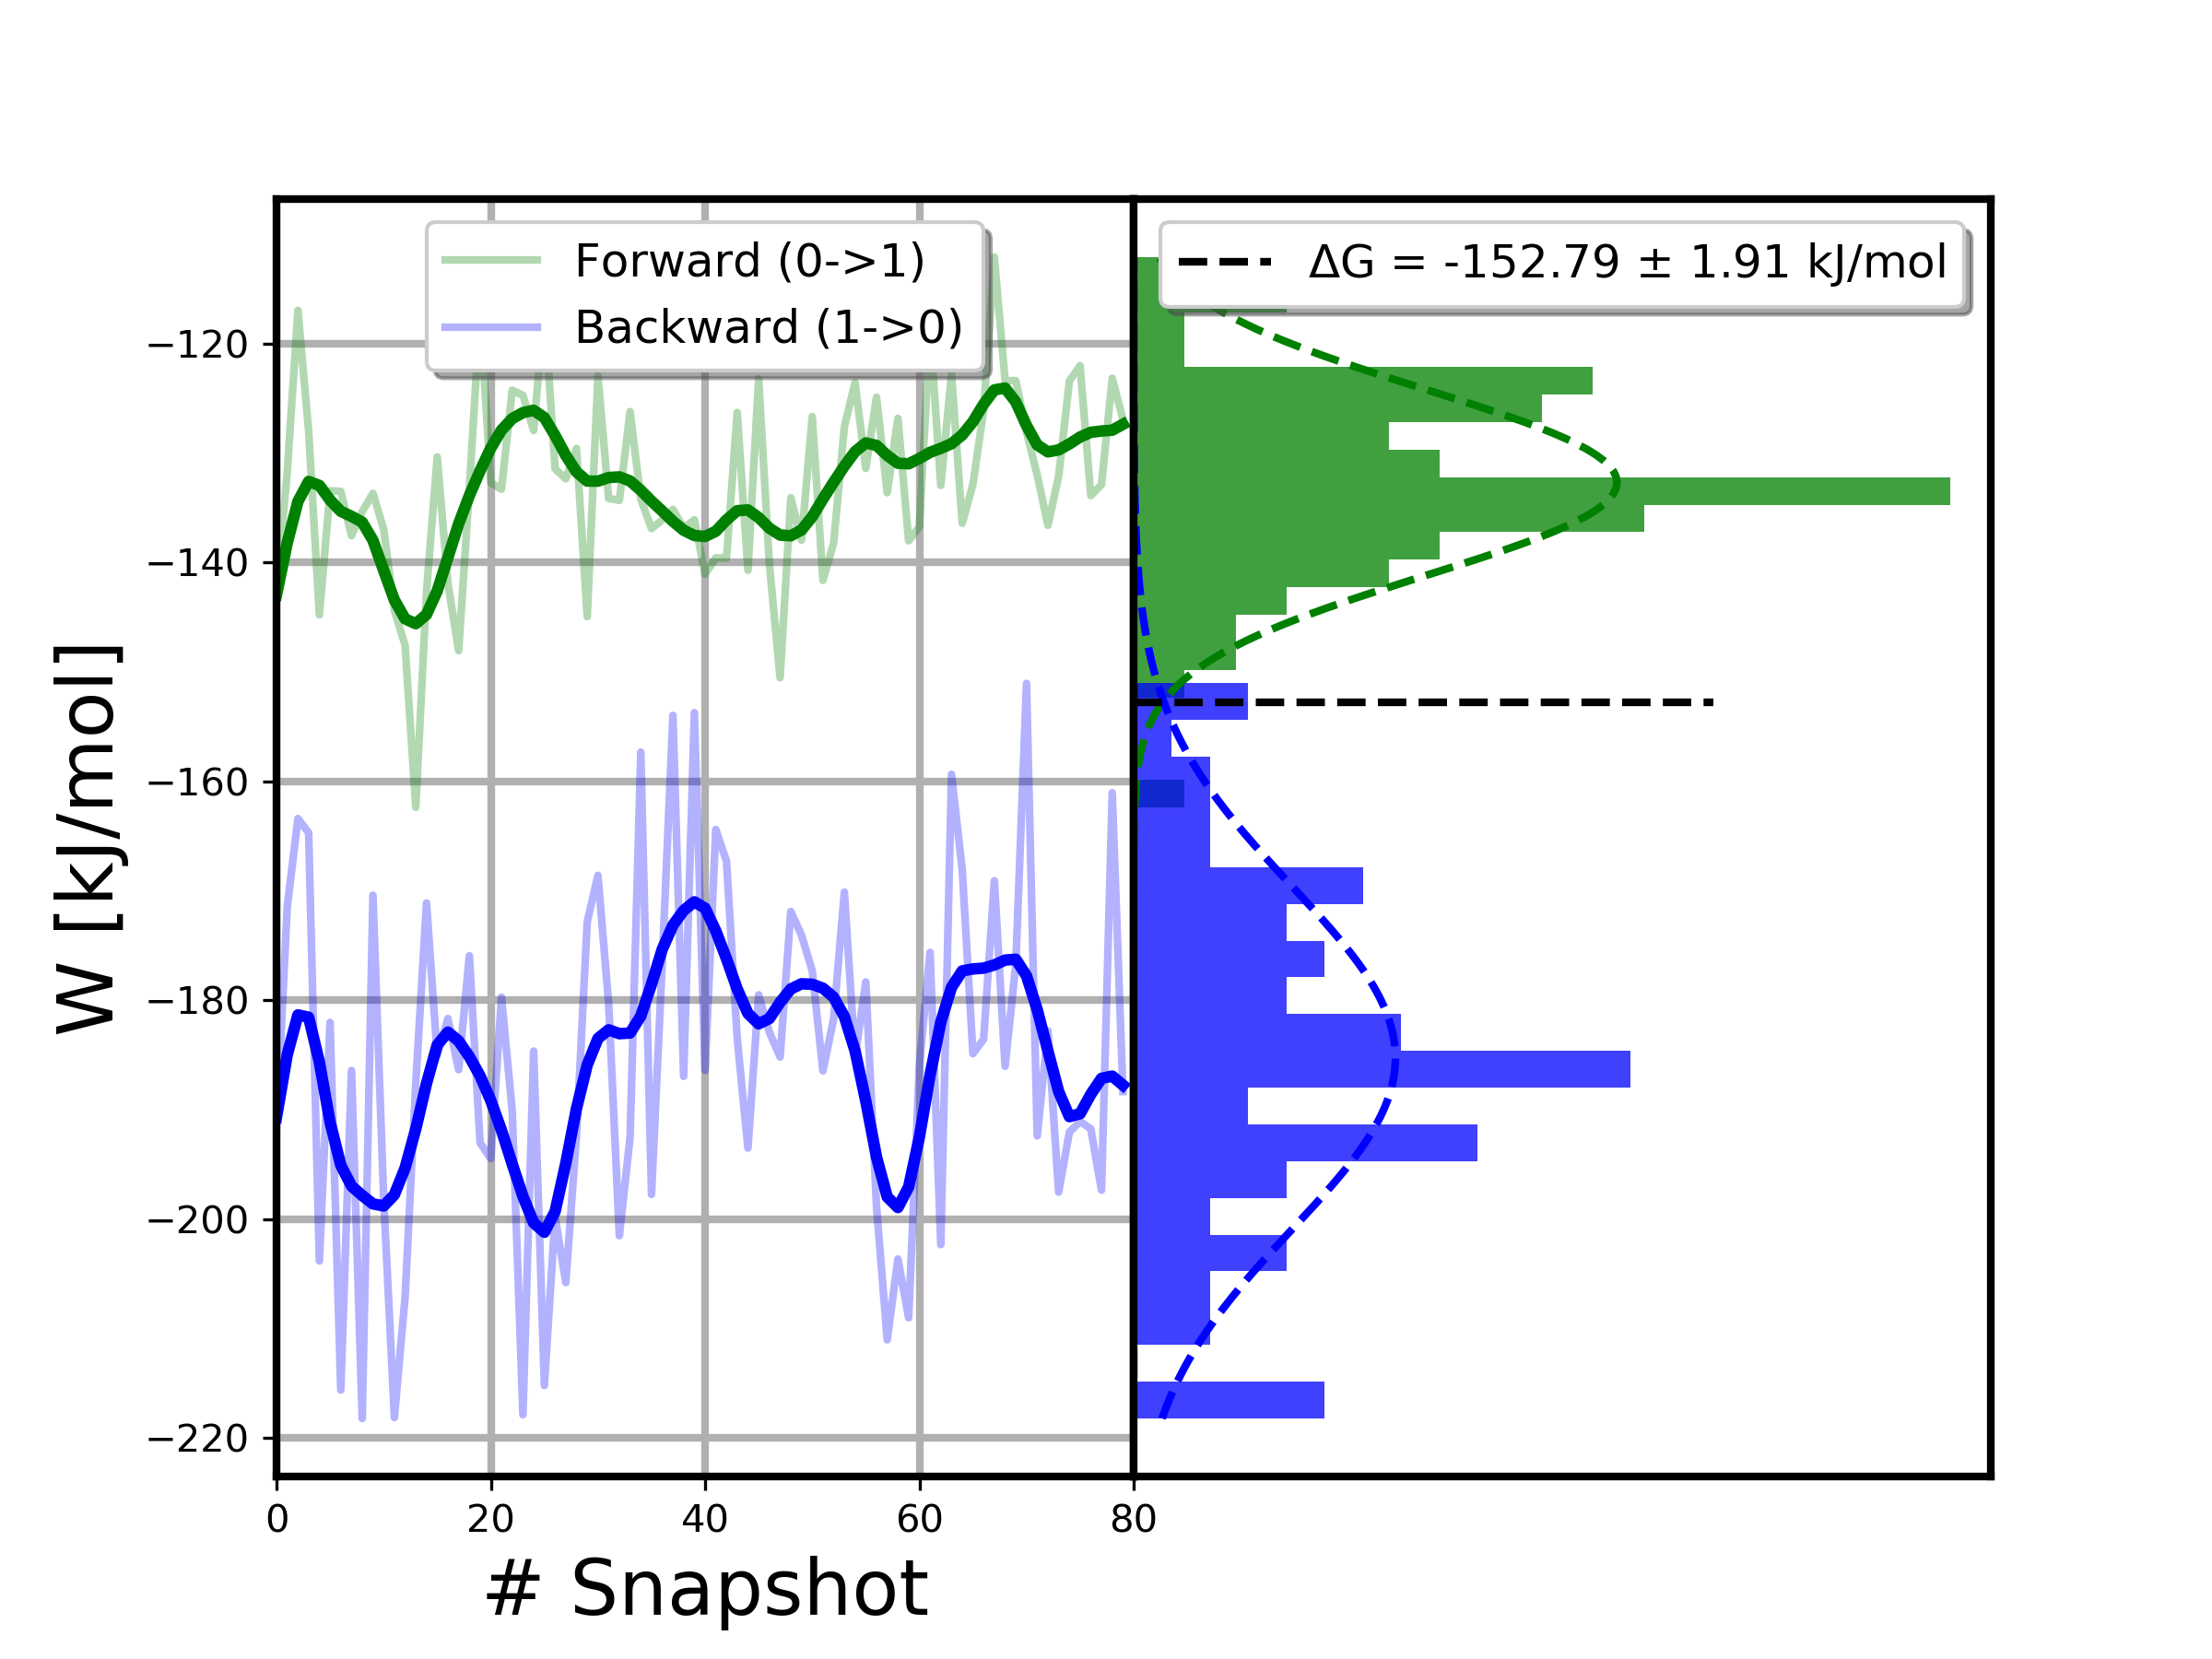 Forward (0->1)
Backward (1->0)
ΔG = -152.79 ± 1.91 kJ/mol
W [kJ/mol]
−120
−140
−160
−180
−200
−220
0 20 40 60 80
# Snapshot